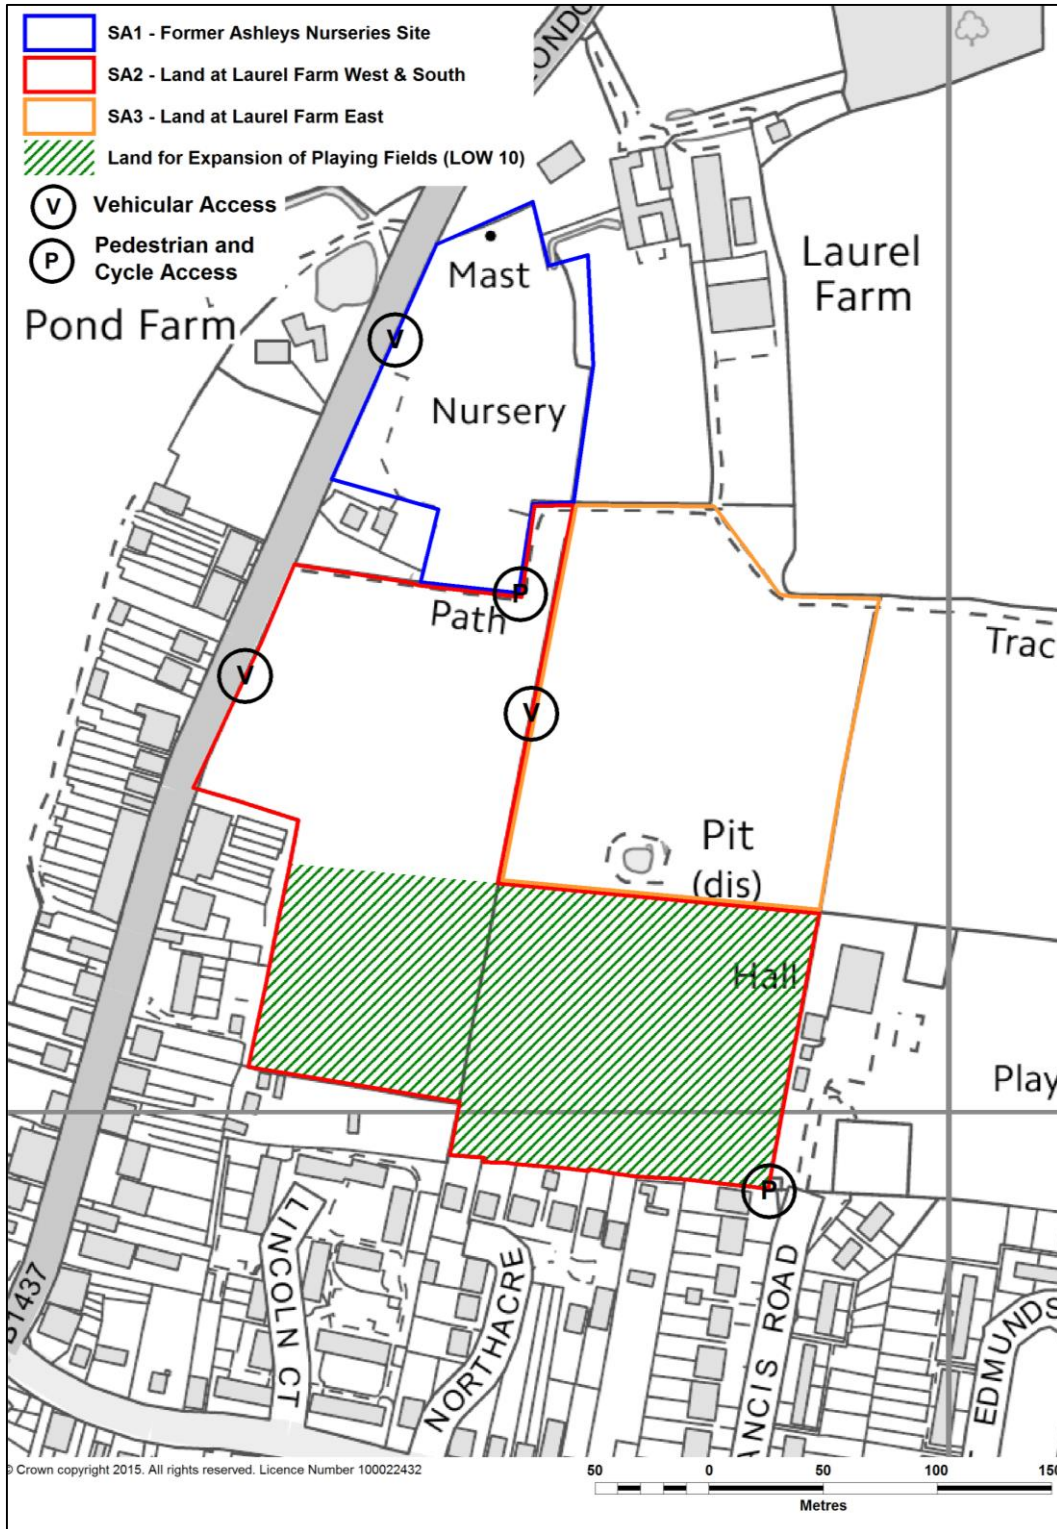 SA1 - Former Ashleys Nurseries Site
SA2 - Land at Laurel Farm West & South
SA3 - Land at Laurel Farm East
Land for Expansion of Playing Fields (LOW 10)
V Vehicular Access
P Pedestrian and
Cycle Access
Mast
Laurel
Farm
Pond Farm
V
Nursery
P
Path
Trac
V
V
Pit
(dis)
Hall
Play
P
LINCOLN CT
NORTHACRE
ANCIS ROAD
EDMUNDS
B1437
© Crown copyright 2015. All rights reserved. Licence Number 100022432
50 0 50 100 150
Metres